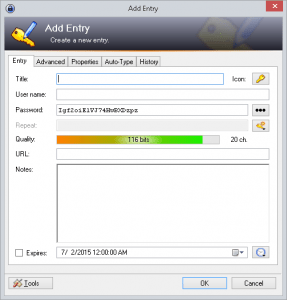 Add Entry
Add Entry
Create a new entry.
Entry Advanced Properties Auto-Type History
Title: Icon:
User name:
Password:
Repeat:
Quality: 116 bits 20 ch.
URL:
Notes:
Expires: 7/ 2/2015 12:00:00 AM
Tools OK Cancel